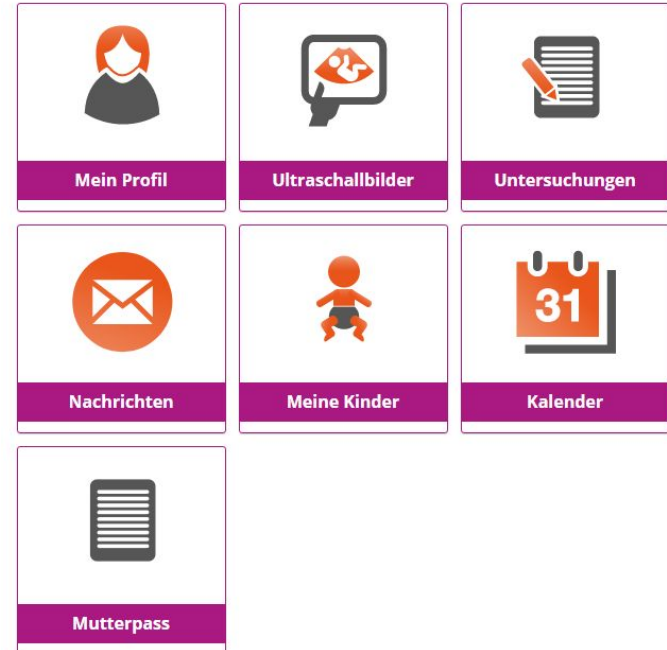 Mein Profil
Ultraschallbilder
Untersuchungen
Nachrichten
Meine Kinder
31
Kalender
Mutterpass